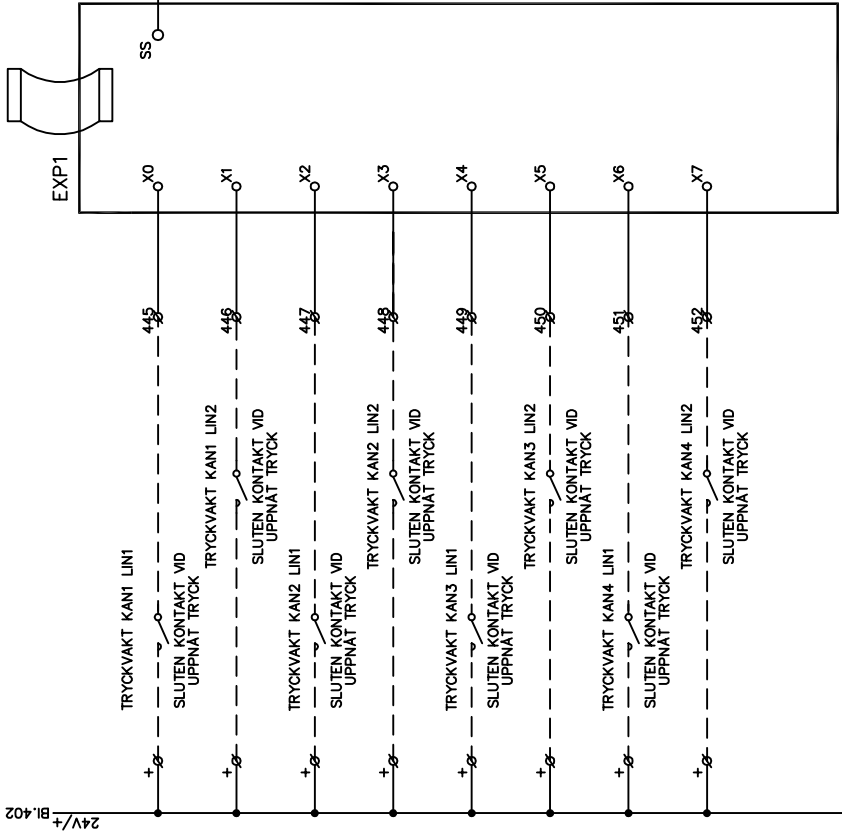 EXP1
SS
X0
X1
X2
X3
X4
X5
X6
X7
445
446
447
448
449
450
451
452
TRYCKVAKT KAN1 LIN1
SLUTEN KONTAKT VID
UPPNÅT TRYCK
TRYCKVAKT KAN1 LIN2
SLUTEN KONTAKT VID
UPPNÅT TRYCK
TRYCKVAKT KAN2 LIN1
SLUTEN KONTAKT VID
UPPNÅT TRYCK
TRYCKVAKT KAN2 LIN2
SLUTEN KONTAKT VID
UPPNÅT TRYCK
TRYCKVAKT KAN3 LIN1
SLUTEN KONTAKT VID
UPPNÅT TRYCK
TRYCKVAKT KAN3 LIN2
SLUTEN KONTAKT VID
UPPNÅT TRYCK
TRYCKVAKT KAN4 LIN1
SLUTEN KONTAKT VID
UPPNÅT TRYCK
TRYCKVAKT KAN4 LIN2
SLUTEN KONTAKT VID
UPPNÅT TRYCK
+
+
+
+
+
+
+
+
Bl.402
24V/+